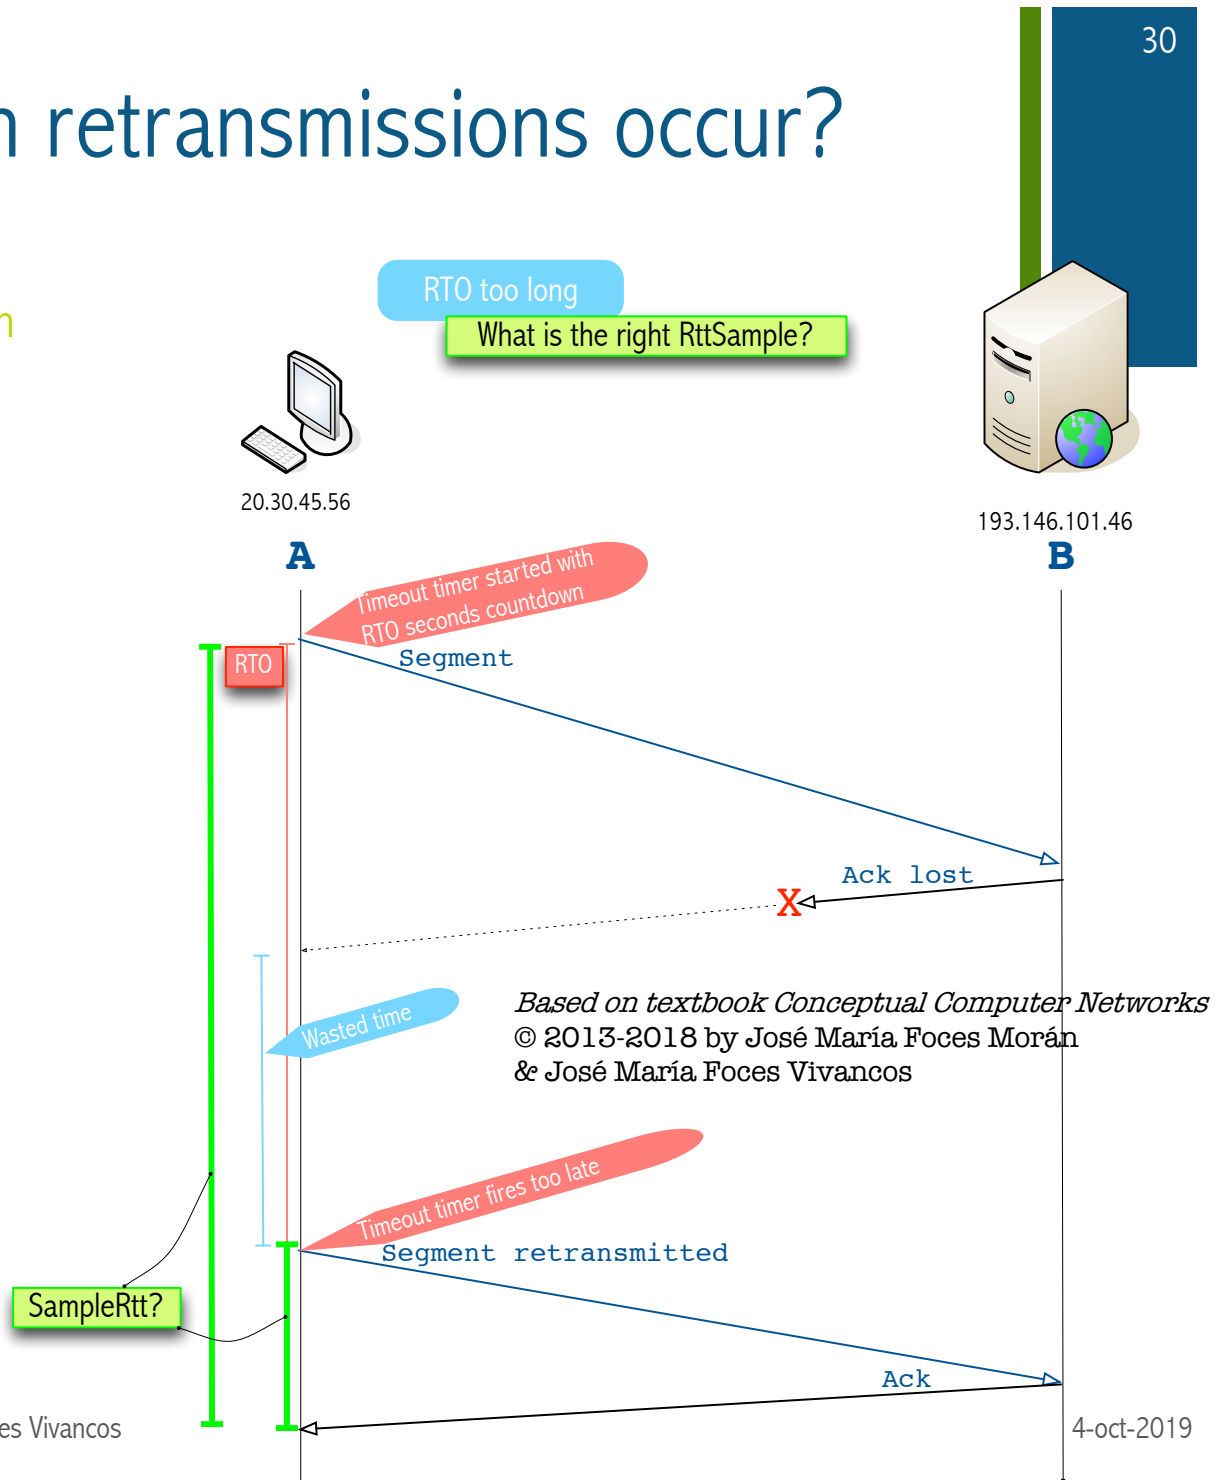 30
n retransmissions occur?
RTO too long
n
What is the right RttSample?
20.30.45.56
193.146.101.46
A
B
Timeout timer started with
RTO seconds countdown
RTO
Segment
Ack lost
X
Wasted time
Based on textbook Conceptual Computer Networks
© 2013-2018 by José María Foces Morán
& José María Foces Vivancos
Timeout timer fires too late
Segment retransmitted
SampleRtt?
Ack
es Vivancos
4-oct-2019